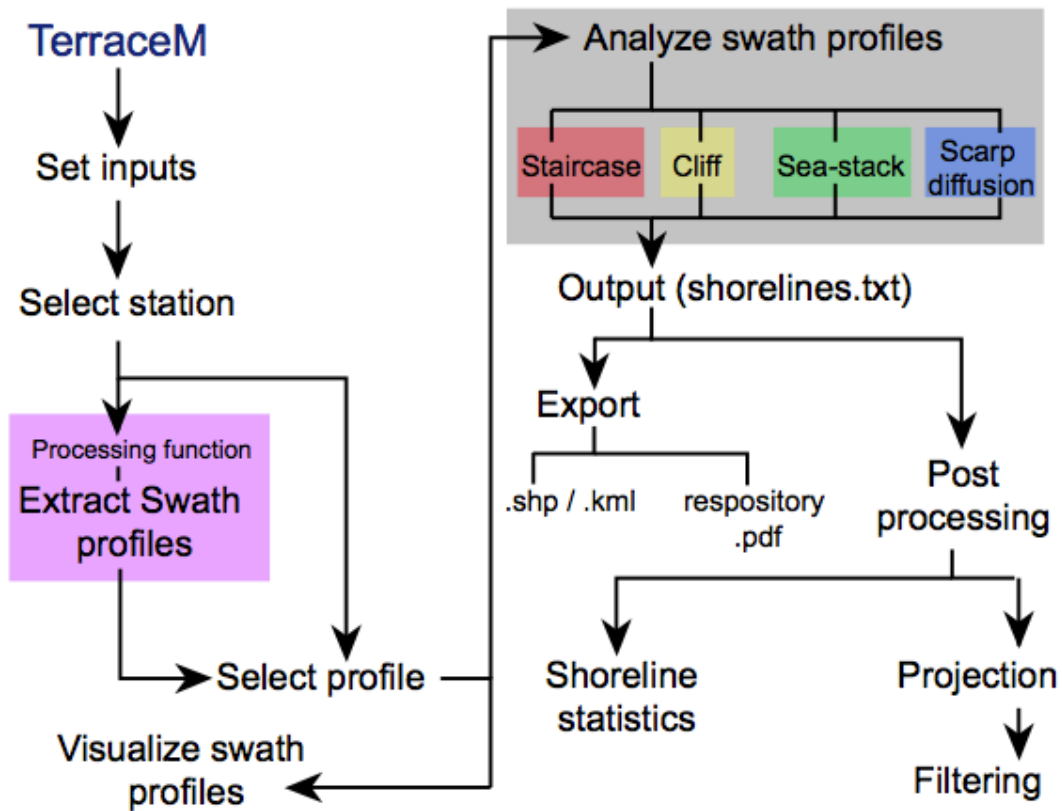 TerraceM
Set inputs
Select station
Processing function
Extract Swath
profiles
Select profile
Visualize swath
profiles
Analyze swath profiles
Staircase
Cliff
Sea-stack
Scarp
diffusion
Output (shorelines.txt)
Export
.shp / .kml
respository
.pdf
Post
processing
Shoreline
statistics
Projection
Filtering